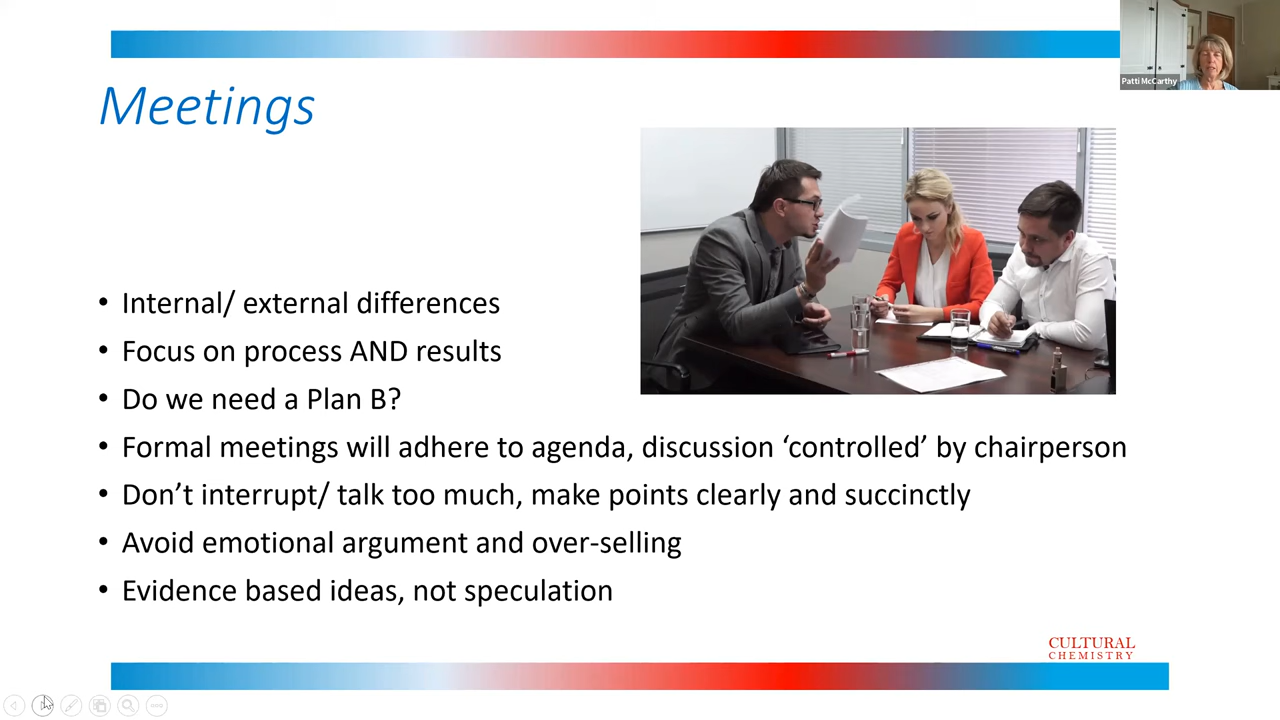 Patti McCarthy
Meetings
• Internal/ external differences
• Focus on process AND results
• Do we need a Plan B?
• Formal meetings will adhere to agenda, discussion ‘controlled’ by chairperson
• Don’t interrupt/ talk too much, make points clearly and succinctly
• Avoid emotional argument and over-selling
• Evidence based ideas, not speculation
CULTURAL
CHEMISTRY